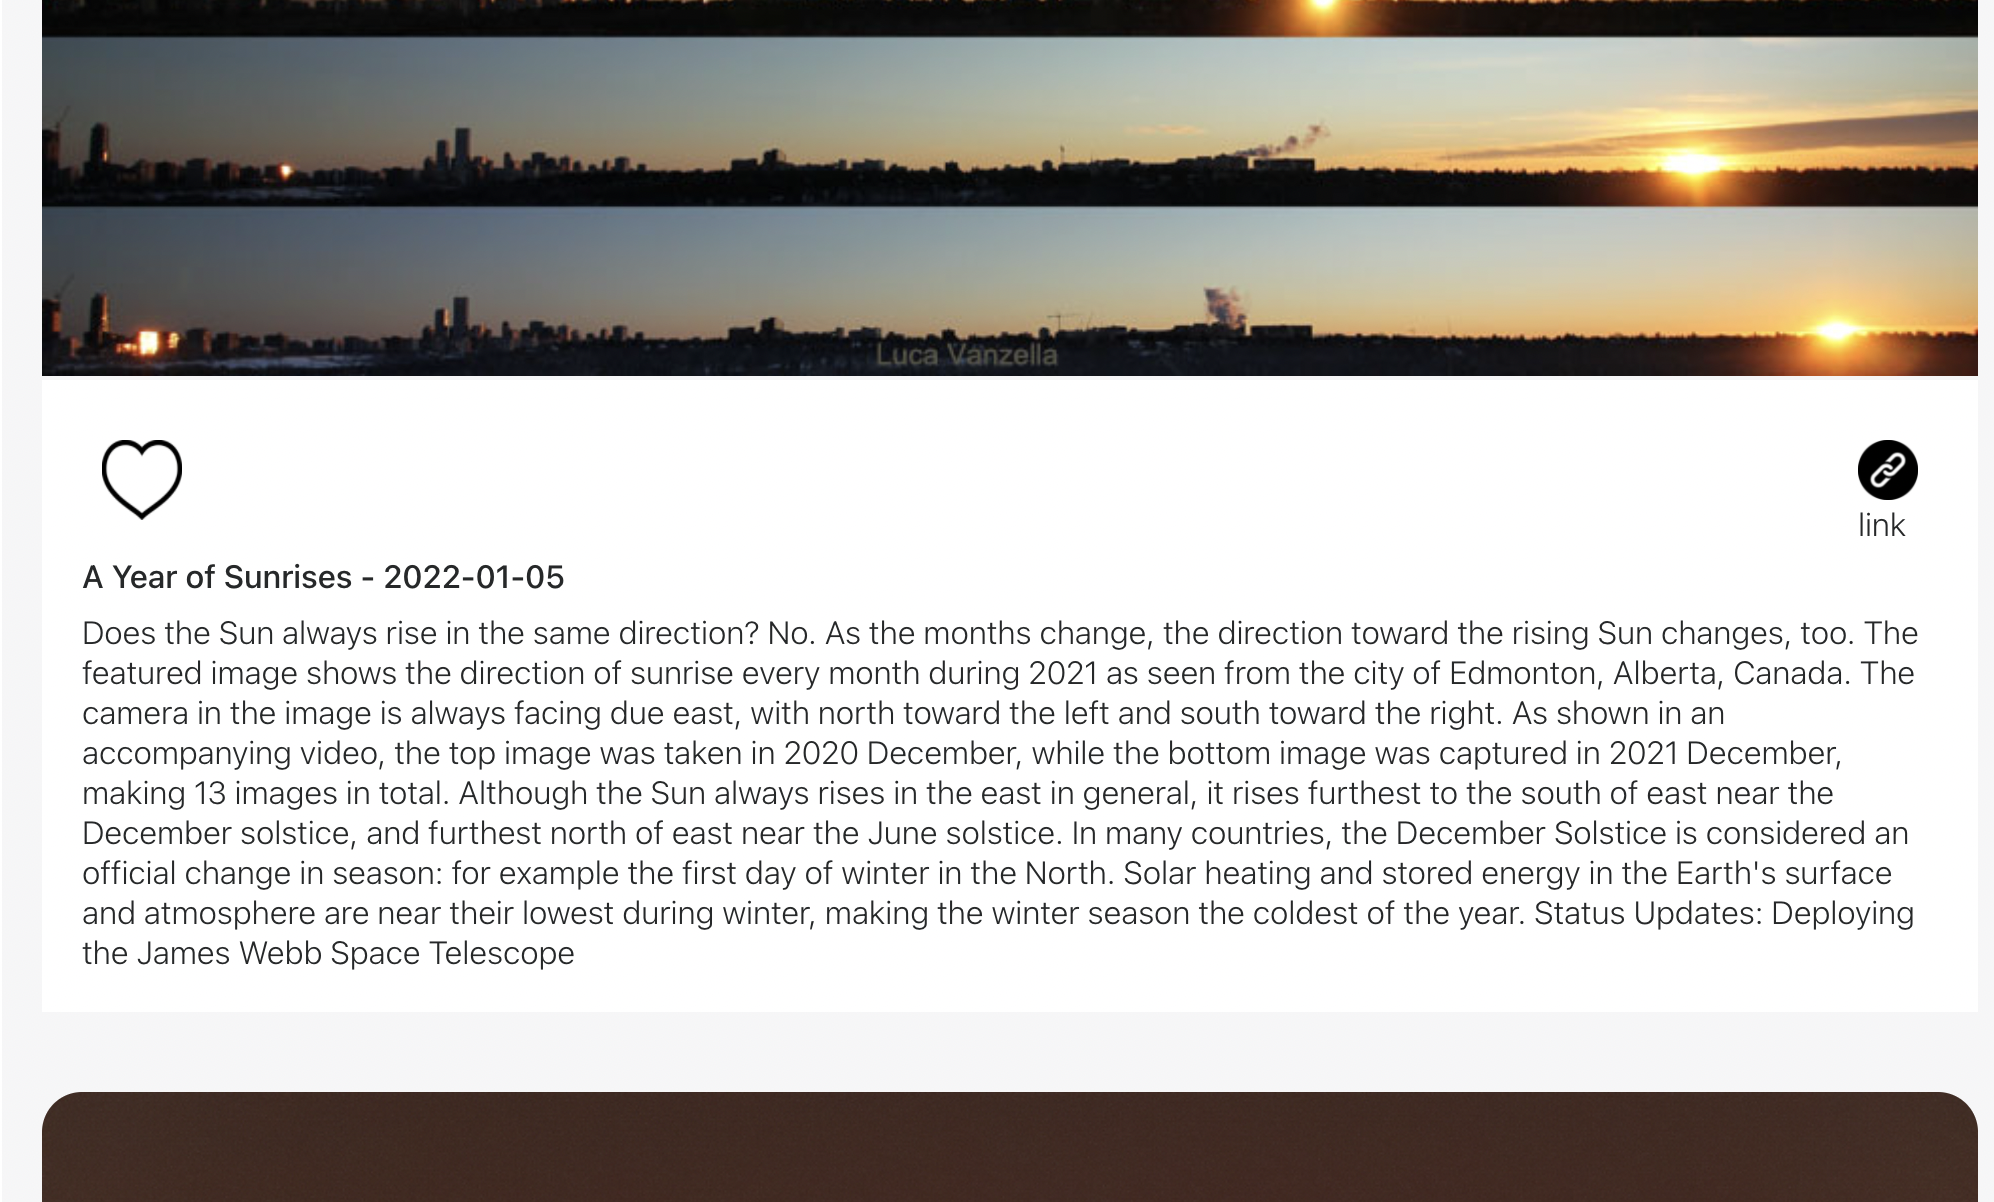 Luca Vanzella
link
A Year of Sunrises - 2022-01-05
Does the Sun always rise in the same direction? No. As the months change, the direction toward the rising Sun changes, too. The
featured image shows the direction of sunrise every month during 2021 as seen from the city of Edmonton, Alberta, Canada. The
camera in the image is always facing due east, with north toward the left and south toward the right. As shown in an
accompanying video, the top image was taken in 2020 December, while the bottom image was captured in 2021 December,
making 13 images in total. Although the Sun always rises in the east in general, it rises furthest to the south of east near the
December solstice, and furthest north of east near the June solstice. In many countries, the December Solstice is considered an
official change in season: for example the first day of winter in the North. Solar heating and stored energy in the Earth's surface
and atmosphere are near their lowest during winter, making the winter season the coldest of the year. Status Updates: Deploying
the James Webb Space Telescope